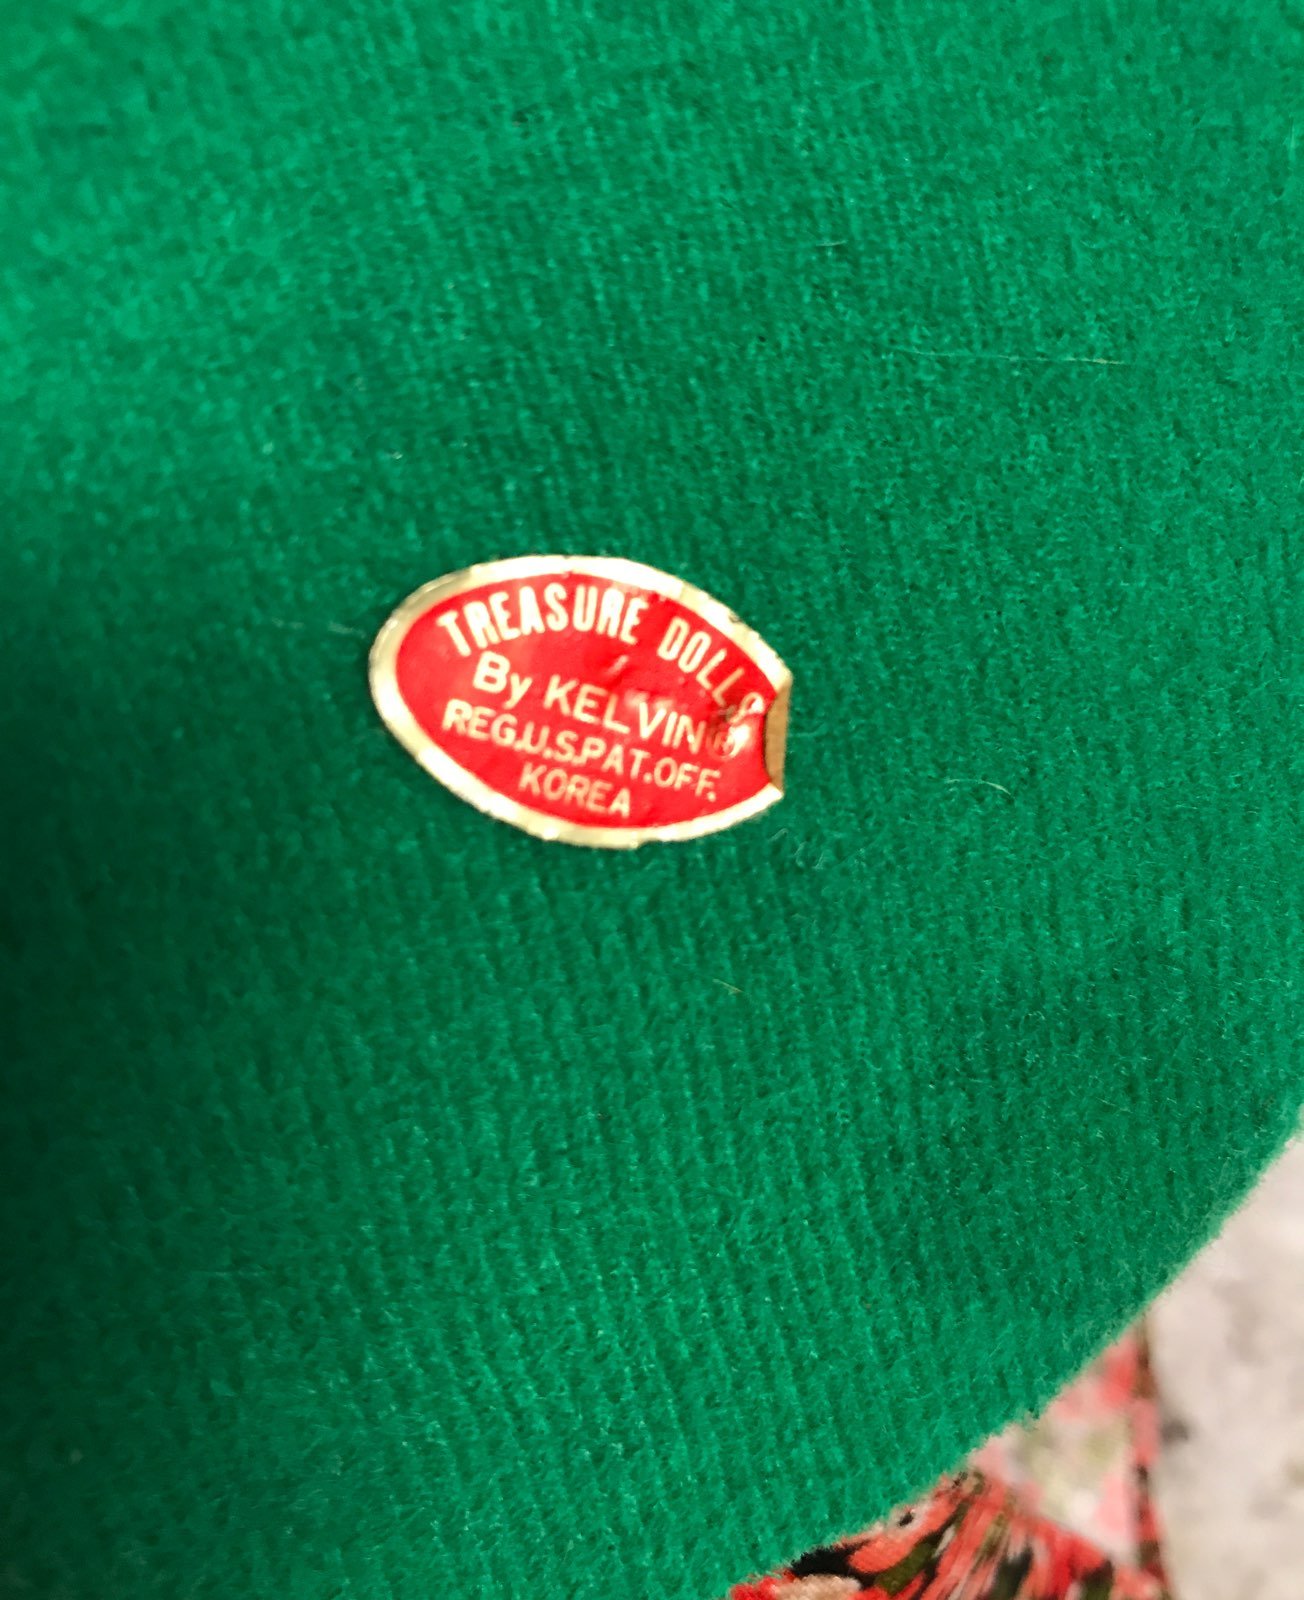 TREASURE DOLLS
By KELVIN®
REG.U.S.PAT.OFF.
KOREA